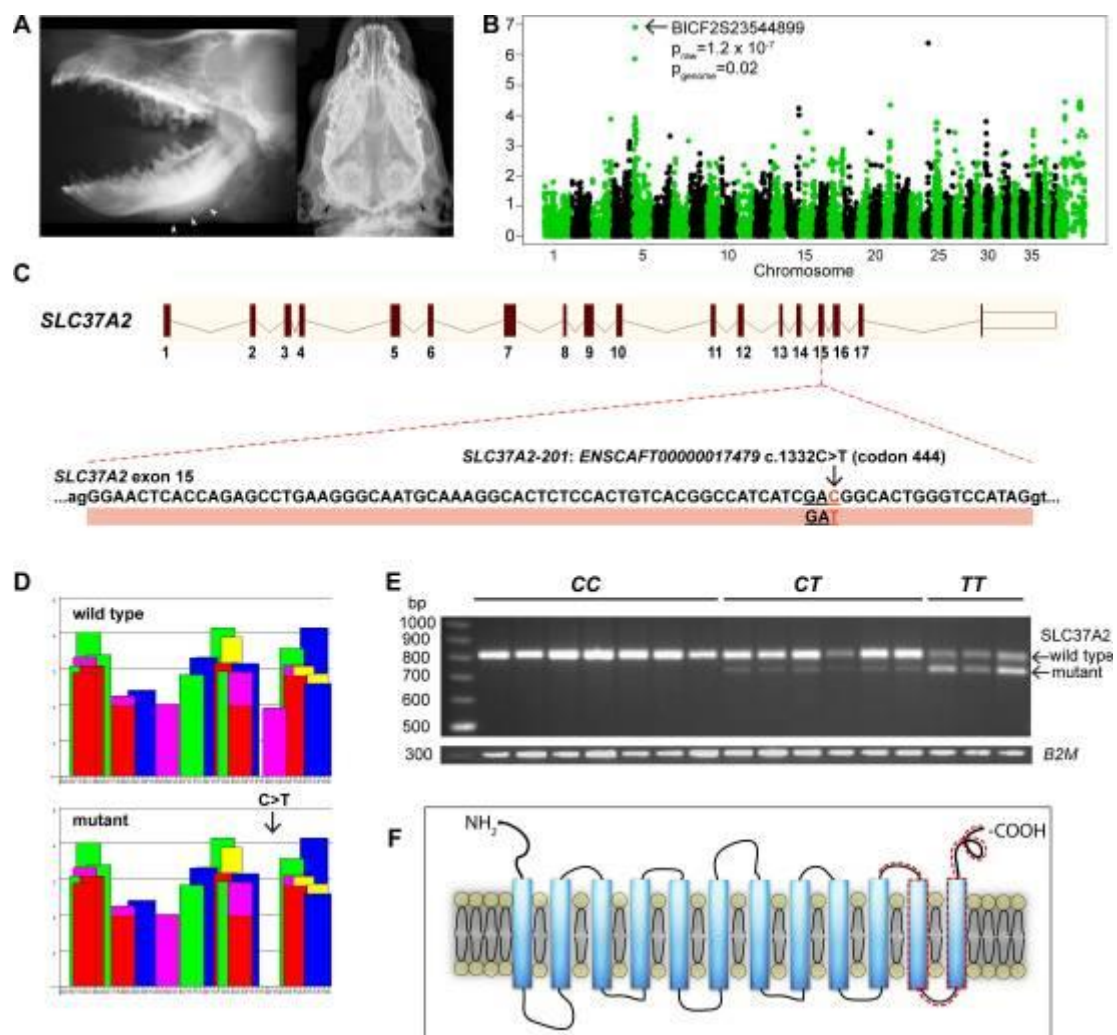 A
B
7
6
5
4
3
2
1
0
BICF2S23544899
p_raw=1.2 x 10^-7
p_genome=0.02
1 5 10 15 20 25 30 35
Chromosome
C
SLC37A2
1 2 3 4 5 6 7 8 9 10 11 12 13 14 15 16 17
SLC37A2-201: ENSCAFT00000017479 c.1332C>T (codon 444)
SLC37A2 exon 15
...agGGAACTCACCAGAGCCTGAAGGGCAATGCAAAGGCACTCTCCACTGTCACGGCCATCATCGACGGCACTGGGTCCATAGgt...
GAT
D
wild type
C>T
mutant
E
CC CT TT
bp
1000
900
800
700
600
500
300
SLC37A2
wild type
mutant
B2M
F
NH2
-COOH